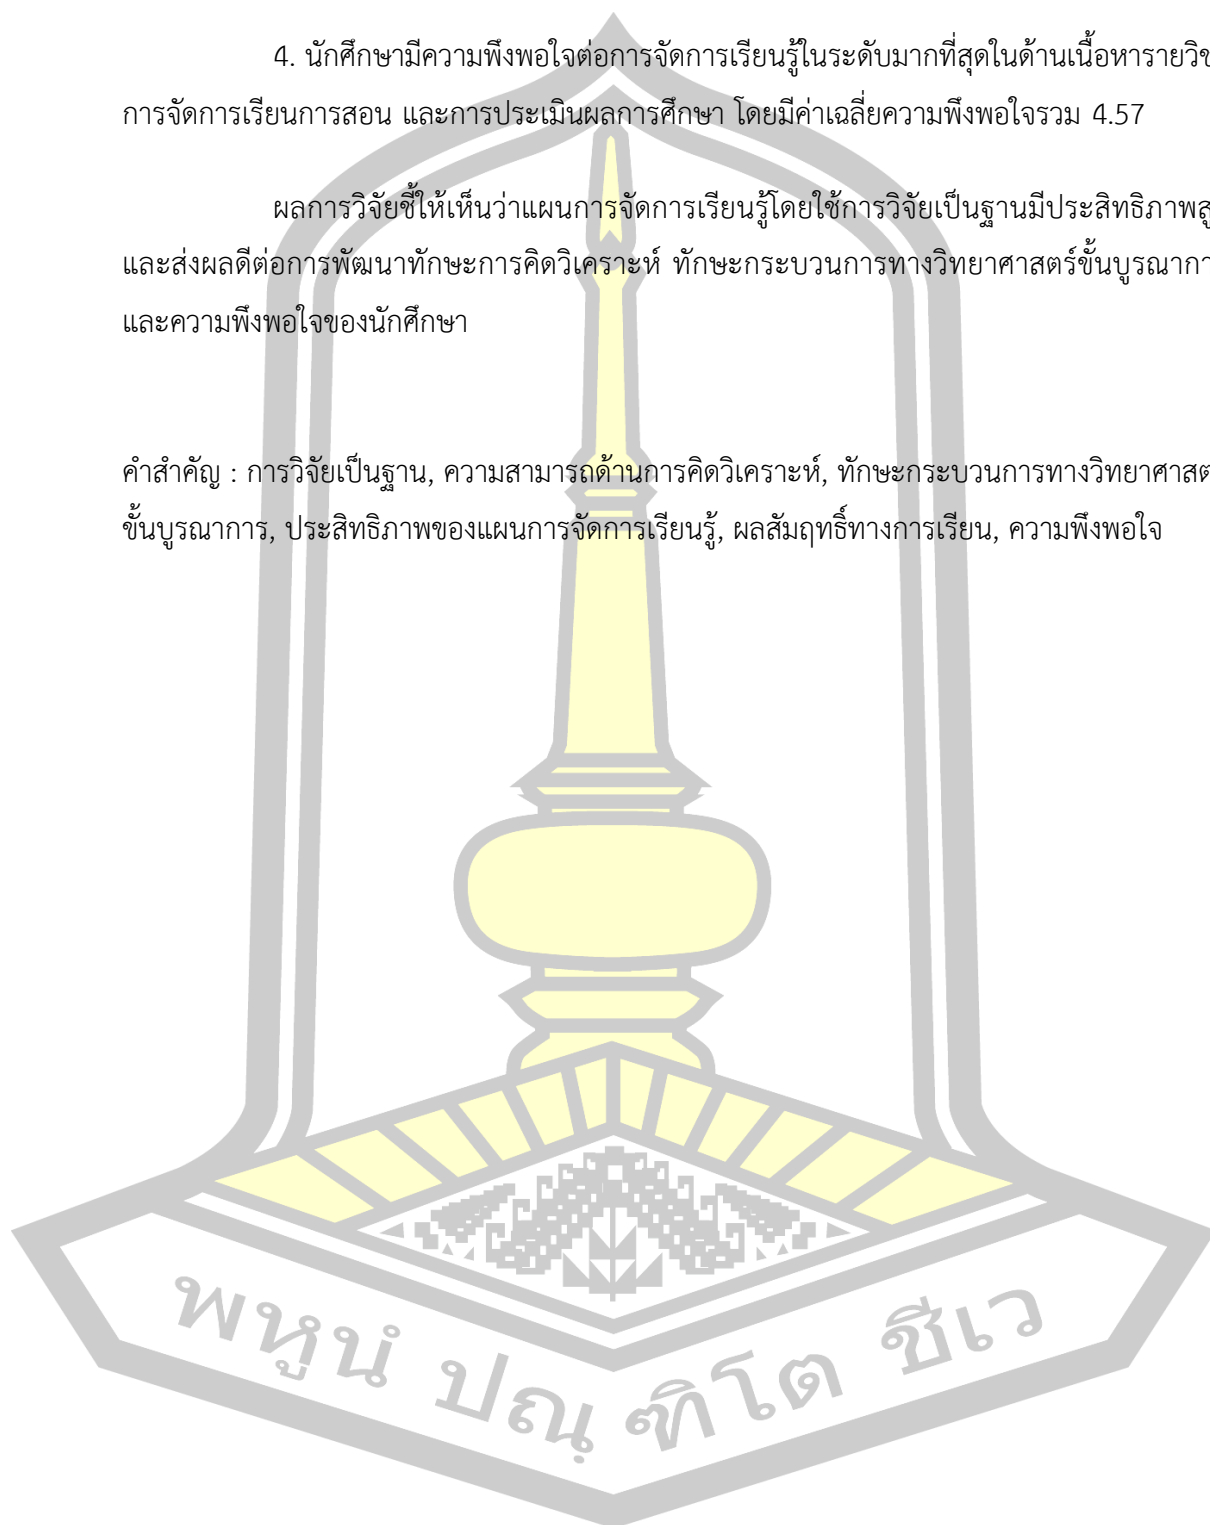 4. นักศึกษามีความพึงพอใจต่อการจัดการเรียนรู้ในระดับมากที่สุดในด้านเนื้อหารายวิช
การจัดการเรียนการสอน และการประเมินผลการศึกษา โดยมีค่าเฉลี่ยความพึงพอใจรวม 4.57
ผลการวิจัยชี้ให้เห็นว่าแผนการจัดการเรียนรู้โดยใช้การวิจัยเป็นฐานมีประสิทธิภาพสู
และส่งผลดีต่อการพัฒนาทักษะการคิดวิเคราะห์ ทักษะกระบวนการทางวิทยาศาสตร์ขั้นบูรณากา
และความพึงพอใจของนักศึกษา
คำสำคัญ : การวิจัยเป็นฐาน, ความสามารถด้านการคิดวิเคราะห์, ทักษะกระบวนการทางวิทยาศาสต
ขั้นบูรณาการ, ประสิทธิภาพของแผนการจัดการเรียนรู้, ผลสัมฤทธิ์ทางการเรียน, ความพึงพอใจ
พหูนํ ปณฺฑิโต ชีเว